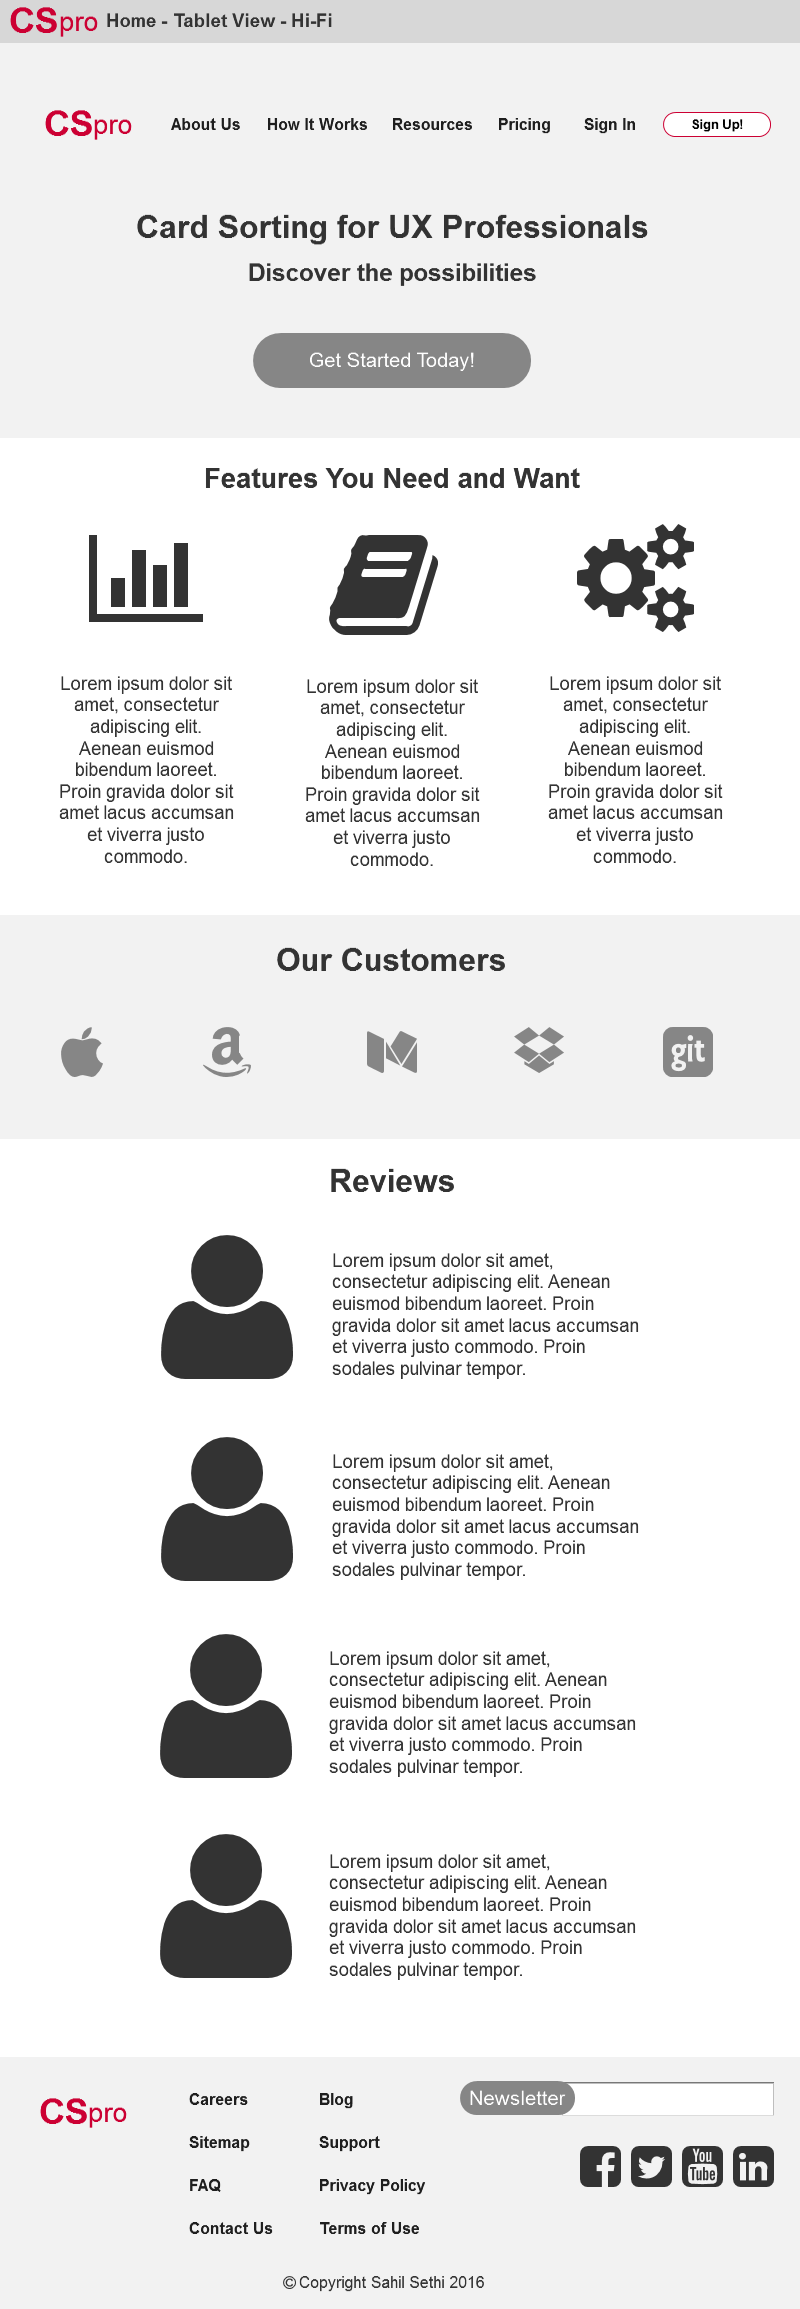 CSpro Home - Tablet View - Hi-Fi
CSpro About Us How It Works Resources Pricing Sign In Sign Up!
Card Sorting for UX Professionals
Discover the possibilities
Get Started Today!
Features You Need and Want
Lorem ipsum dolor sit
amet, consectetur
adipiscing elit.
Aenean euismod
bibendum laoreet.
Proin gravida dolor sit
amet lacus accumsan
et viverra justo
commodo.
Lorem ipsum dolor sit
amet, consectetur
adipiscing elit.
Aenean euismod
bibendum laoreet.
Proin gravida dolor sit
amet lacus accumsan
et viverra justo
commodo.
Lorem ipsum dolor sit
amet, consectetur
adipiscing elit.
Aenean euismod
bibendum laoreet.
Proin gravida dolor sit
amet lacus accumsan
et viverra justo
commodo.
Our Customers
a git
Reviews
Lorem ipsum dolor sit amet,
consectetur adipiscing elit. Aenean
euismod bibendum laoreet. Proin
gravida dolor sit amet lacus accumsan
et viverra justo commodo. Proin
sodales pulvinar tempor.
Lorem ipsum dolor sit amet,
consectetur adipiscing elit. Aenean
euismod bibendum laoreet. Proin
gravida dolor sit amet lacus accumsan
et viverra justo commodo. Proin
sodales pulvinar tempor.
Lorem ipsum dolor sit amet,
consectetur adipiscing elit. Aenean
euismod bibendum laoreet. Proin
gravida dolor sit amet lacus accumsan
et viverra justo commodo. Proin
sodales pulvinar tempor.
Lorem ipsum dolor sit amet,
consectetur adipiscing elit. Aenean
euismod bibendum laoreet. Proin
gravida dolor sit amet lacus accumsan
et viverra justo commodo. Proin
sodales pulvinar tempor.
CSpro
Careers
Sitemap
FAQ
Contact Us
Blog
Support
Privacy Policy
Terms of Use
Newsletter
f You Tube in
© Copyright Sahil Sethi 2016